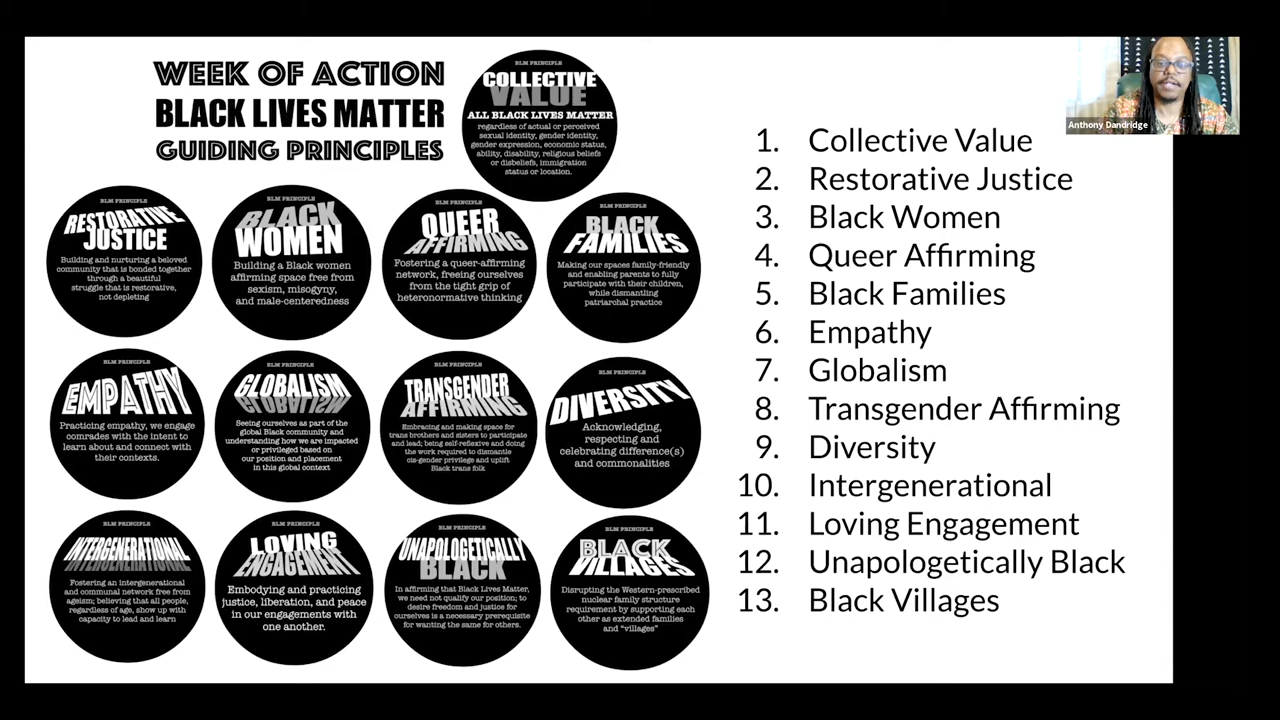 WEEK OF ACTION
BLACK LIVES MATTER
GUIDING PRINCIPLES
BLM PRINCIPLE
COLLECTIVE
VALUE
ALL BLACK LIVES MATTER
regardless of actual or perceived
sexual identity, gender identity,
gender expression, economic status,
ability, disability, religious beliefs
or disbeliefs, immigration
status or location.
BLM PRINCIPLE
RESTORATIVE
JUSTICE
Building and nurturing a beloved
community that is bonded together
through a beautiful
struggle that is restorative,
not depleting
BLM PRINCIPLE
BLACK
WOMEN
Building a Black women
affirming space free from
sexism, misogyny,
and male-centeredness
BLM PRINCIPLE
QUEER
AFFIRMING
Fostering a queer-affirming
network, freeing ourselves
from the tight grip of
heteronormative thinking
BLM PRINCIPLE
BLACK
FAMILIES
Making our spaces family-friendly
and enabling parents to fully
participate with their children,
while dismantling
patriarchal practice
BLM PRINCIPLE
EMPATHY
Practicing empathy, we engage
comrades with the intent to
learn about and connect with
their contexts.
BLM PRINCIPLE
GLOBALISM
GLOBALISM
Seeing ourselves as part of the
global Black community and
understanding how we are impacted
or privileged based on
our position and placement
in this global context
BLM PRINCIPLE
TRANSGENDER
AFFIRMING
Embracing and making space for
trans brothers and sisters to participate
and lead; being self-reflexive and doing
the work required to dismantle
cis-gender privilege and uplift
Black trans folk
BLM PRINCIPLE
DIVERSITY
Acknowledging,
respecting and
celebrating difference(s)
and commonalities
BLM PRINCIPLE
INTERGENERATIONAL
Fostering an intergenerational
and communal network free from
ageism; believing that all people,
regardless of age, show up with
capacity to lead and learn
BLM PRINCIPLE
LOVING
ENGAGEMENT
Embodying and practicing
justice, liberation, and peace
in our engagements with
one another.
BLM PRINCIPLE
UNAPOLOGETICALLY
BLACK
In affirming that Black Lives Matter,
we need not qualify our position; to
desire freedom and justice for
ourselves is a necessary prerequisite
for wanting the same for others.
BLM PRINCIPLE
BLACK
VILLAGES
Disrupting the Western-prescribed
nuclear family structure
requirement by supporting each
other as extended families
and "villages"
1. Collective Value
2. Restorative Justice
3. Black Women
4. Queer Affirming
5. Black Families
6. Empathy
7. Globalism
8. Transgender Affirming
9. Diversity
10. Intergenerational
11. Loving Engagement
12. Unapologetically Black
13. Black Villages
Anthony Dandridge